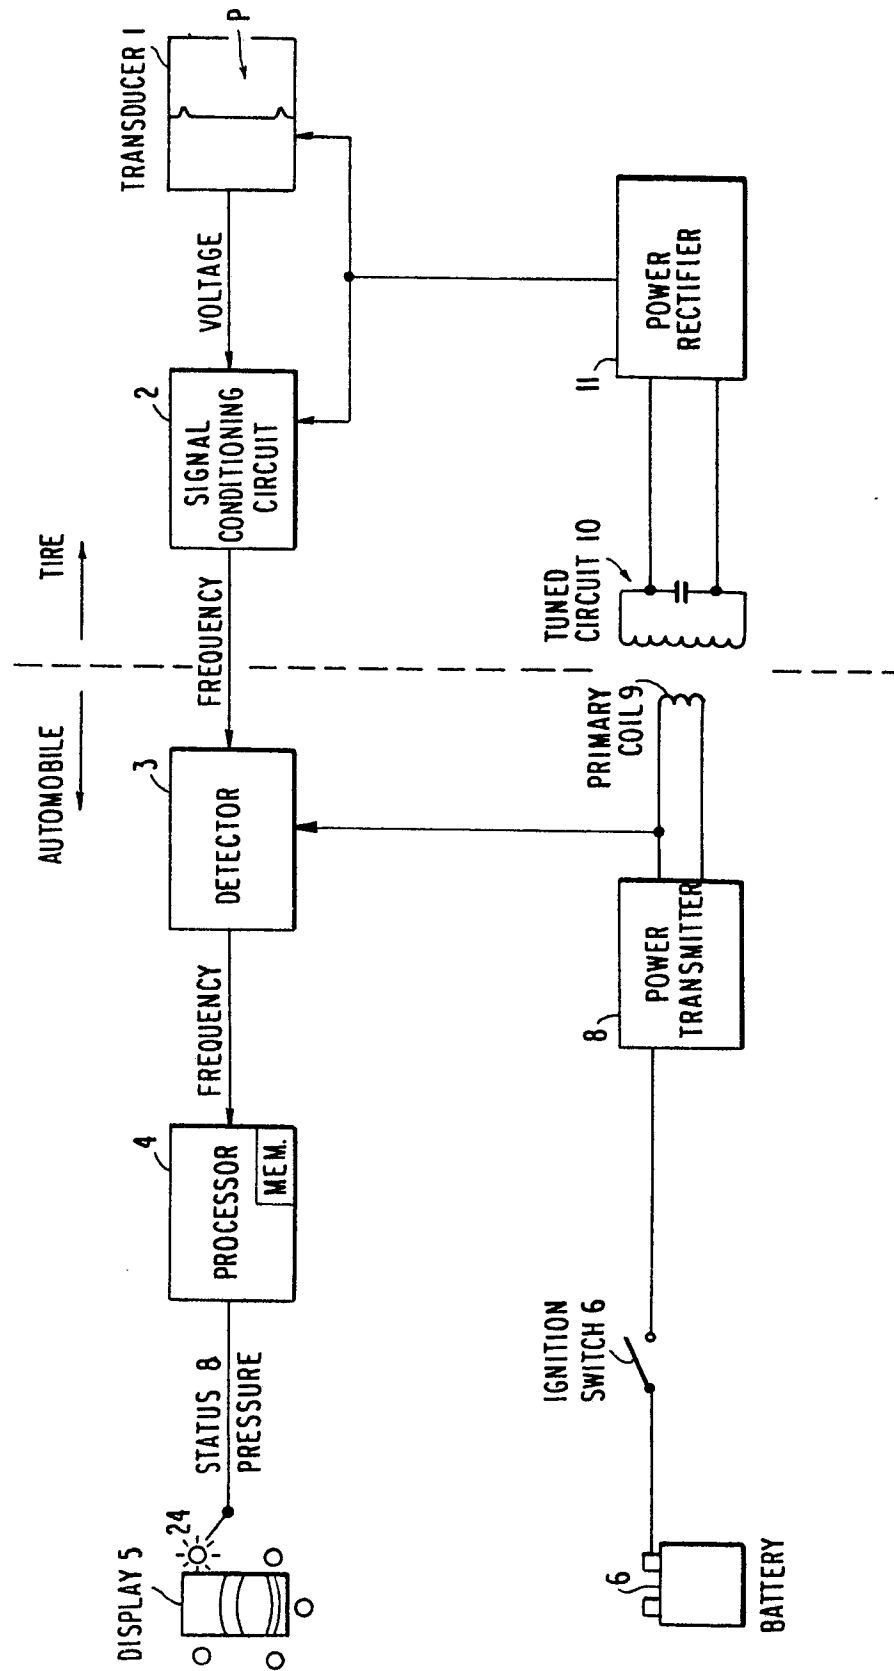 AUTOMOBILE
TIRE
DISPLAY 5
24
STATUS 8
PRESSURE
4
PROCESSOR
MEM.
FREQUENCY
3
DETECTOR
FREQUENCY
2
SIGNAL
CONDITIONING
CIRCUIT
VOLTAGE
TRANSDUCER 1
P
6
BATTERY
IGNITION
SWITCH 6
8
POWER
TRANSMITTER
PRIMARY
COIL 9
TUNED
CIRCUIT 10
11
POWER
RECTIFIER